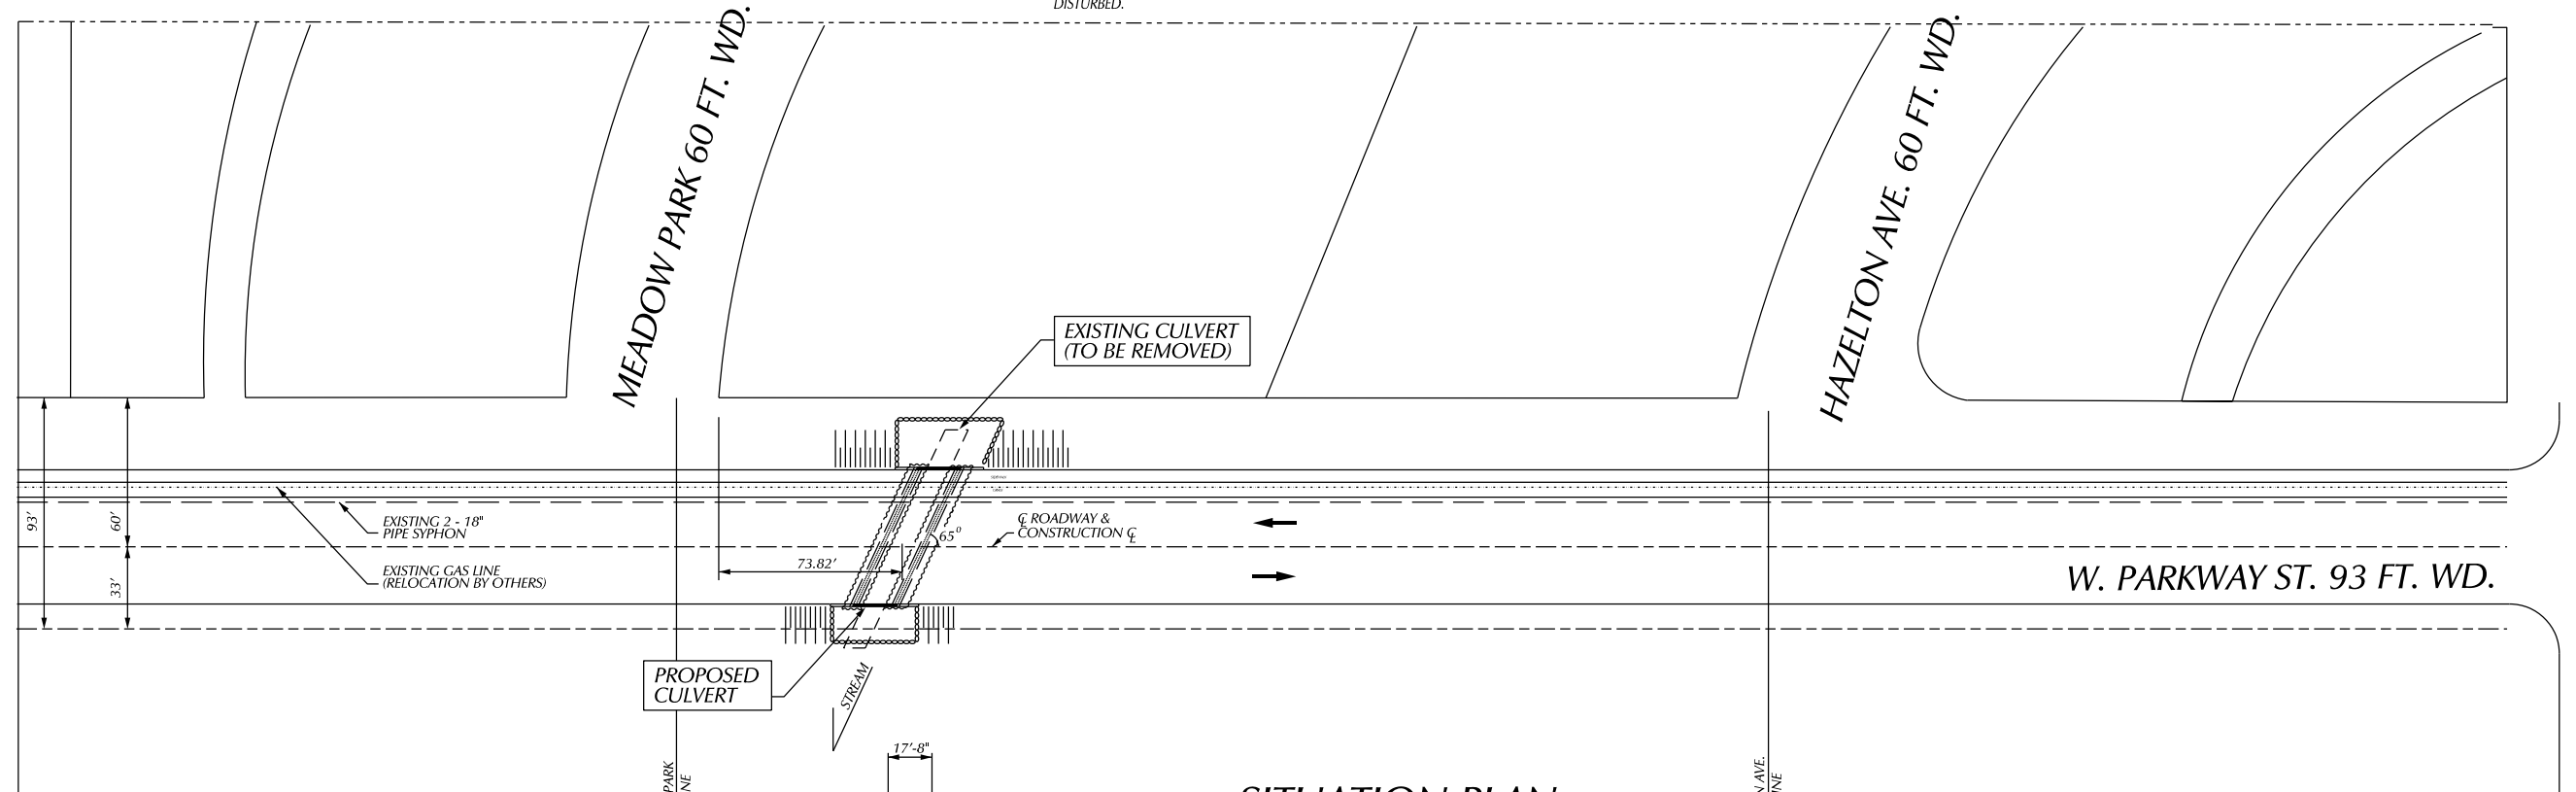 DISTURBED.
MEADOW PARK 60 FT. WD.
HAZELTON AVE. 60 FT. WD.
EXISTING CULVERT
(TO BE REMOVED)
93'
60'
33'
EXISTING 2 - 18"
PIPE SYPHON
EXISTING GAS LINE
(RELOCATION BY OTHERS)
℄ ROADWAY &
CONSTRUCTION ℄
65°
73.82'
W. PARKWAY ST. 93 FT. WD.
PROPOSED
CULVERT
STREAM
17'-8"
PARK
NE
N AVE.
NE
SITUATION PLAN